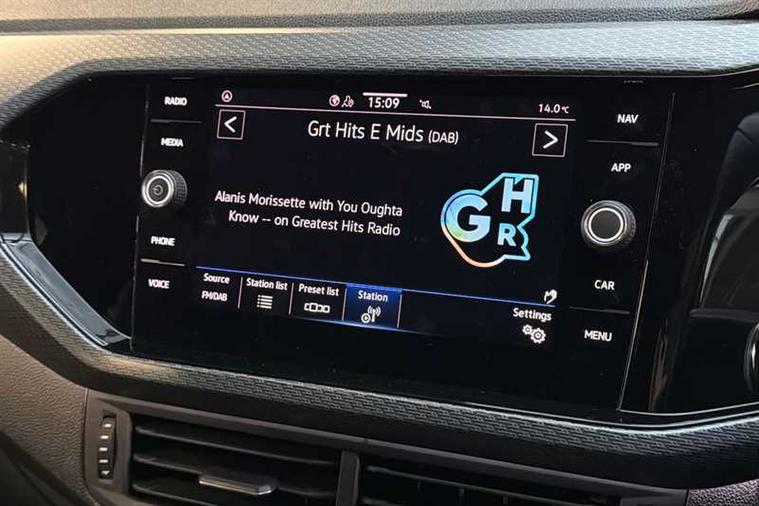 RADIO
MEDIA
PHONE
VOICE
15:09
14.0°C
Grt Hits E Mids (DAB)
Alanis Morissette with You Oughta
Know -- on Greatest Hits Radio
GHR
Source
FM/DAB
Station list
Preset list
Station
Settings
NAV
APP
CAR
MENU